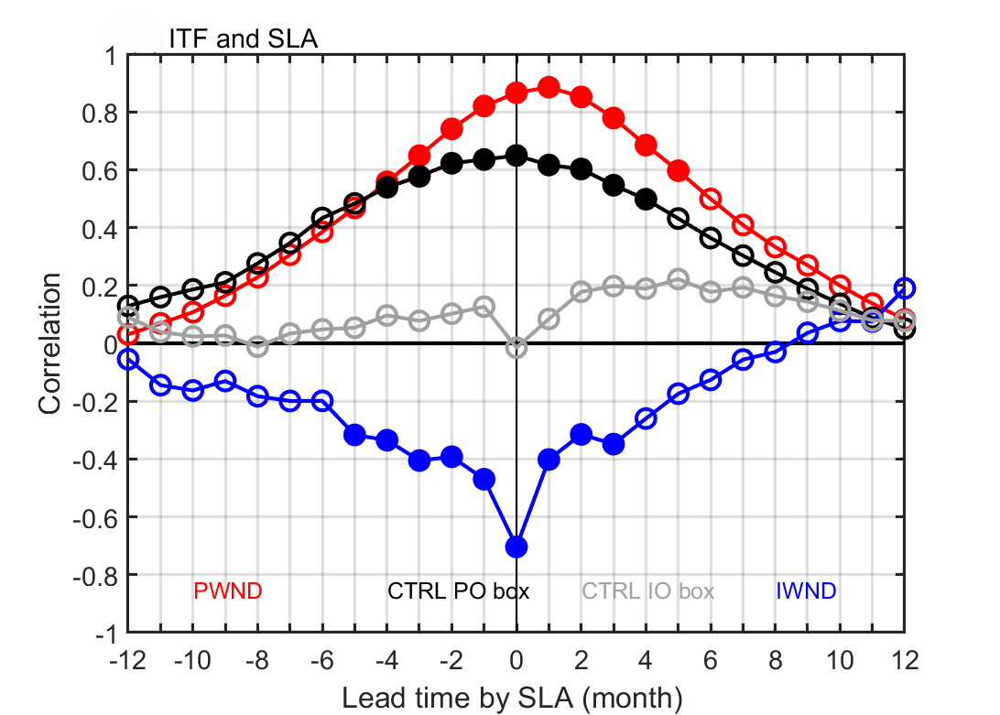 ITF and SLA
1
0.8
0.6
0.4
0.2
0
-0.2
-0.4
-0.6
-0.8
-1
Correlation
PWND CTRL PO box CTRL IO box IWND
-12 -10 -8 -6 -4 -2 0 2 4 6 8 10 12
Lead time by SLA (month)